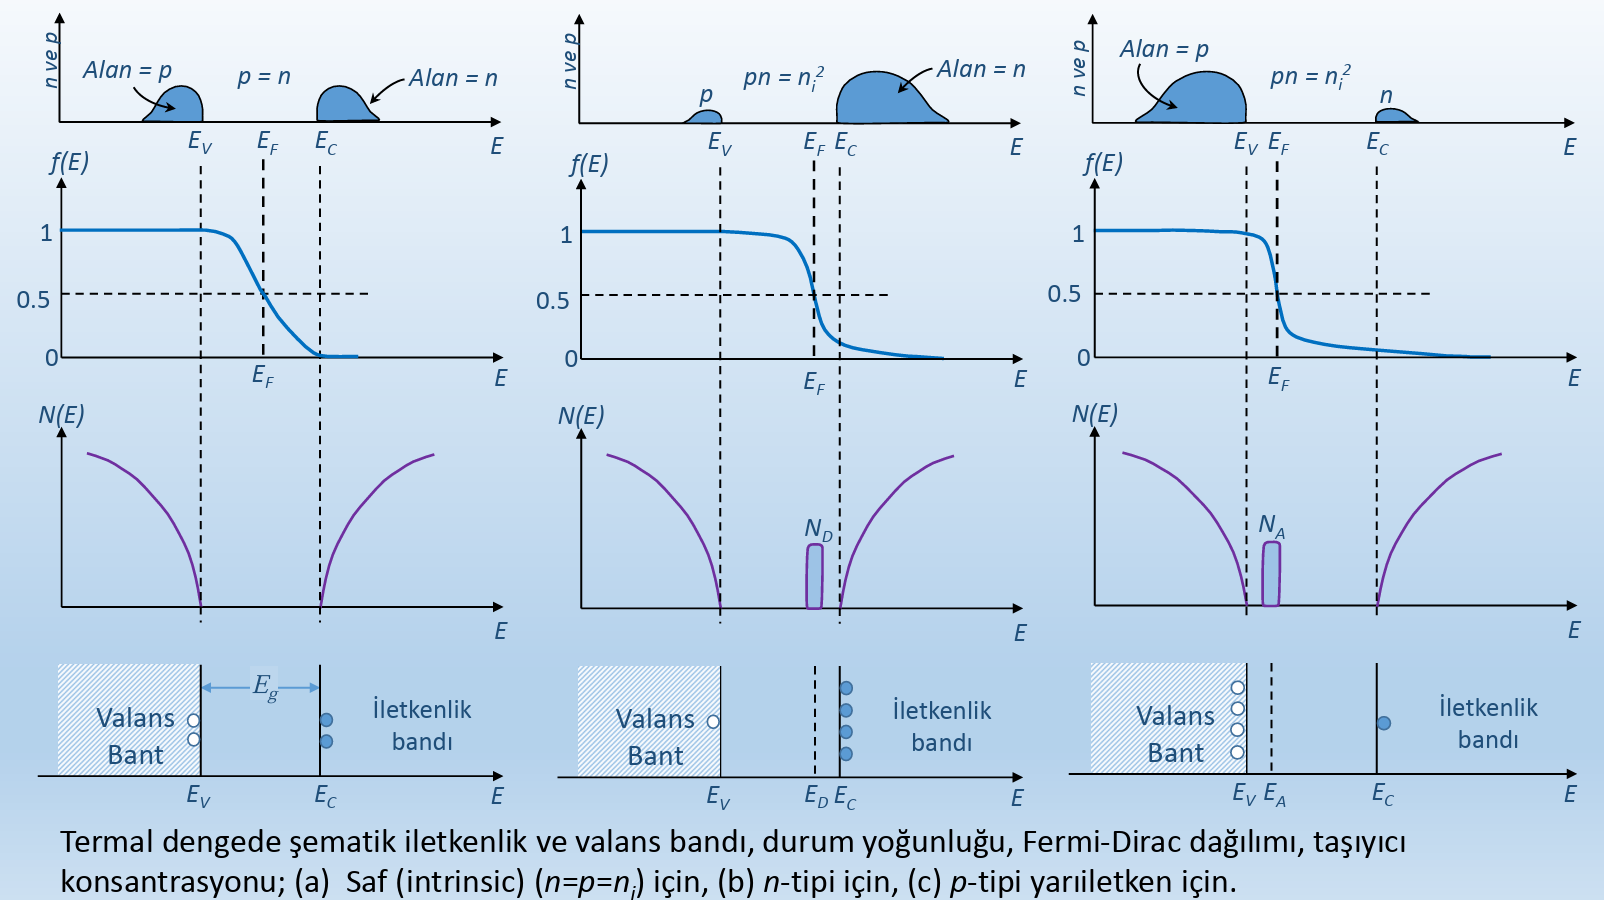 n ve p
Alan = p
p = n
Alan = n
E_V
E_F
E_C
E
f(E)
1
0.5
0
E_F
E
N(E)
E
E_g
Valans
Bant
İletkenlik
bandı
E_V
E_C
E
n ve p
p
pn = n_i^2
Alan = n
E_V
E_F
E_C
E
f(E)
1
0.5
0
E_F
E
N(E)
N_D
E
Valans
Bant
İletkenlik
bandı
E_V
E_D
E_C
E
n ve p
Alan = p
pn = n_i^2
n
E_V
E_F
E_C
E
f(E)
1
0.5
0
E_F
E
N(E)
N_A
E
Valans
Bant
İletkenlik
bandı
E_V
E_A
E_C
E
Termal dengede şematik iletkenlik ve valans bandı, durum yoğunluğu, Fermi-Dirac dağılımı, taşıyıcı
konsantrasyonu; (a) Saf (intrinsic) (n=p=n_i) için, (b) n-tipi için, (c) p-tipi yarıiletken için.